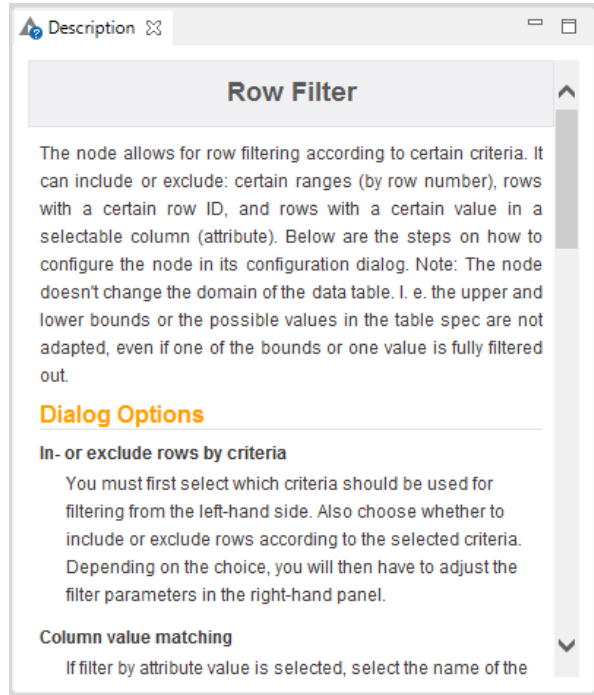 Description
Row Filter
The node allows for row filtering according to certain criteria. It
can include or exclude: certain ranges (by row number), rows
with a certain row ID, and rows with a certain value in a
selectable column (attribute). Below are the steps on how to
configure the node in its configuration dialog. Note: The node
doesn't change the domain of the data table. I. e. the upper and
lower bounds or the possible values in the table spec are not
adapted, even if one of the bounds or one value is fully filtered
out.
Dialog Options
In- or exclude rows by criteria
You must first select which criteria should be used for
filtering from the left-hand side. Also choose whether to
include or exclude rows according to the selected criteria.
Depending on the choice, you will then have to adjust the
filter parameters in the right-hand panel.
Column value matching
If filter by attribute value is selected, select the name of the